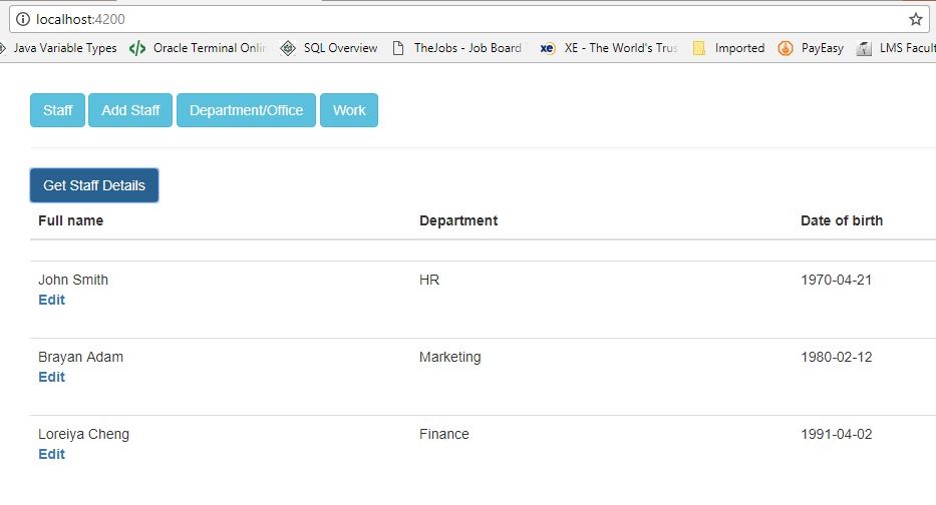 localhost:4200
Java Variable Types Oracle Terminal Onlin SQL Overview TheJobs - Job Board XE - The World's Trus Imported PayEasy LMS Facult
Staff Add Staff Department/Office Work
Get Staff Details
Full name Department Date of birth
John Smith HR 1970-04-21
Edit
Brayan Adam Marketing 1980-02-12
Edit
Loreiya Cheng Finance 1991-04-02
Edit